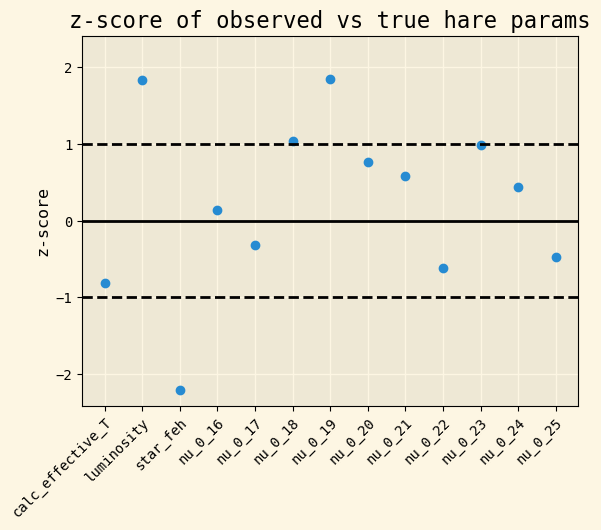 z-score of observed vs true hare params
z-score
2
1
0
−1
−2
calc_effective_T
luminosity
star_feh
nu_0_16
nu_0_17
nu_0_18
nu_0_19
nu_0_20
nu_0_21
nu_0_22
nu_0_23
nu_0_24
nu_0_25